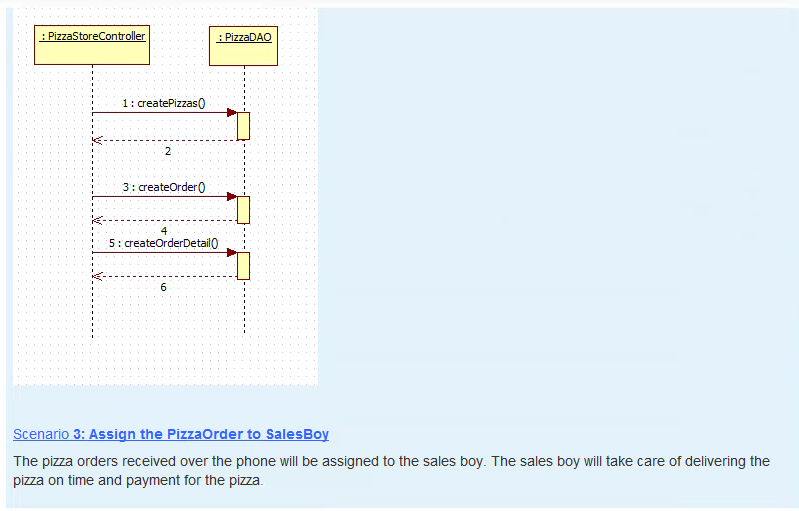 : PizzaStoreController
: PizzaDAO
1 : createPizzas()
2
3 : createOrder()
4
5 : createOrderDetail()
6
Scenario 3: Assign the PizzaOrder to SalesBoy
The pizza orders received over the phone will be assigned to the sales boy. The sales boy will take care of delivering the
pizza on time and payment for the pizza.